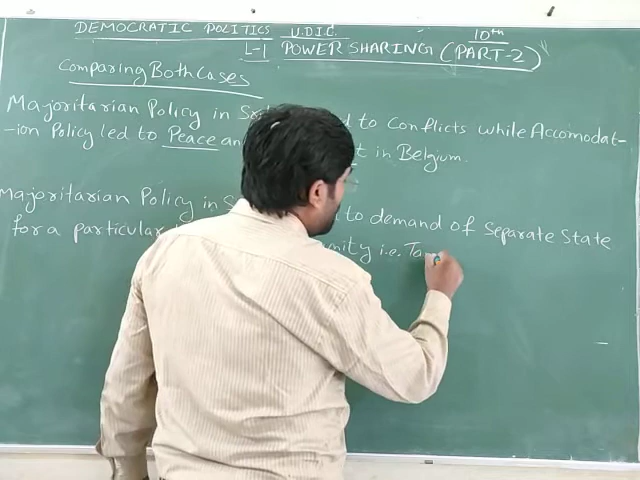 DEMOCRATIC POLITICS U.D.I.C. 10th
L-1 POWER SHARING (PART-2)
Comparing Both Cases
Majoritarian Policy in to Conflicts while Accomodat-
-ion Policy led to Peace an in Belgium.
Majoritarian Policy in to demand of Separate State
for a particular i.e. Ta